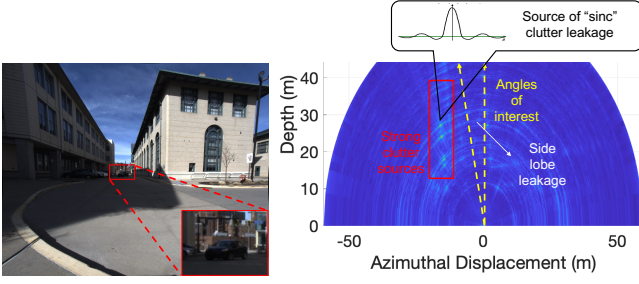 Source of “sinc”
clutter leakage
Depth (m)
40
30
20
10
0
Strong
clutter
sources
Angles
of
interest
Side
lobe
leakage
-50
0
50
Azimuthal Displacement (m)